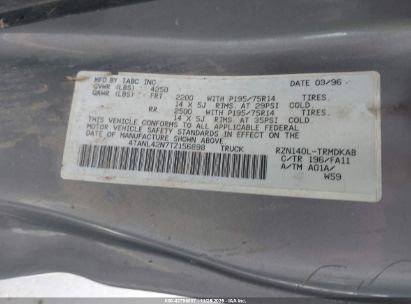 MFD BY TABC INC DATE 03/96
GVWR (LBS) 4250
GAWR (LBS) FRT 2200 WITH P195/75R14 TIRES.
14 X 5J RIMS AT 29PSI COLD
RR 2500 WITH P195/75R14 TIRES.
14 X 5J RIMS AT 35PSI COLD
THIS VEHICLE CONFORMS TO ALL APPLICABLE FEDERAL
MOTOR VEHICLE SAFETY STANDARDS IN EFFECT ON THE
DATE OF MANUFACTURE SHOWN ABOVE.
4TANL42N7TZ156898 TRUCK
RZN140L-TRMDKAB
C/TR 196/FA11
A/TM A01A/
W59